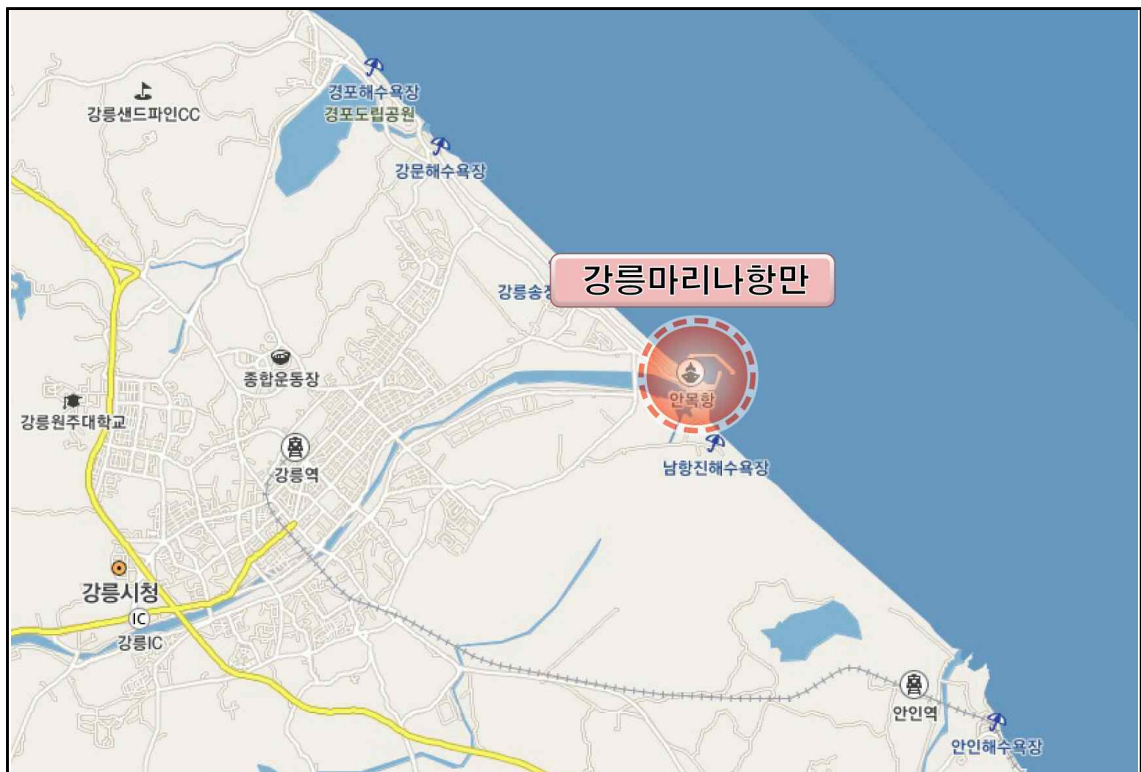 경포해수욕장
경포도립공원
강릉샌드파인CC
강문해수욕장
강릉마리나항만
강릉송정
종합운동장
안목항
강릉원주대학교
남항진해수욕장
강릉역
강릉시청
IC
강릉IC
안인역
안인해수욕장